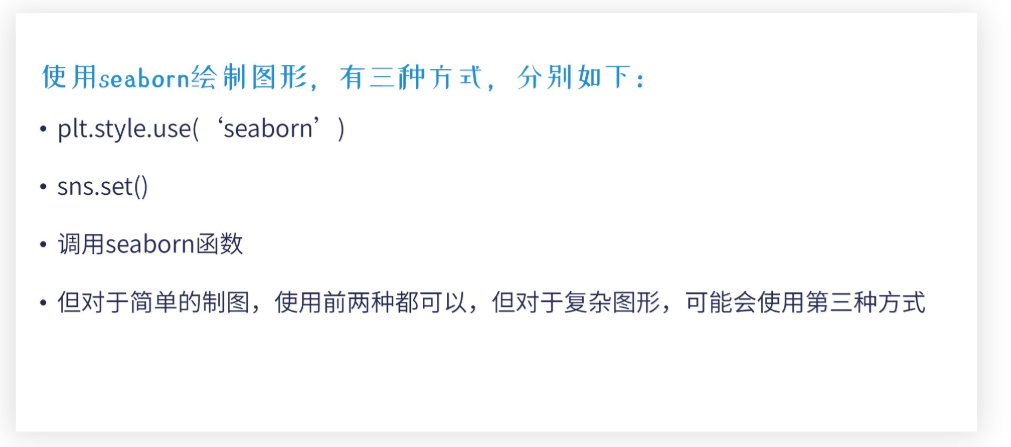 使用seaborn绘制图形，有三种方式，分别如下：
• plt.style.use(‘seaborn’)
• sns.set()
• 调用seaborn函数
• 但对于简单的制图，使用前两种都可以，但对于复杂图形，可能会使用第三种方式